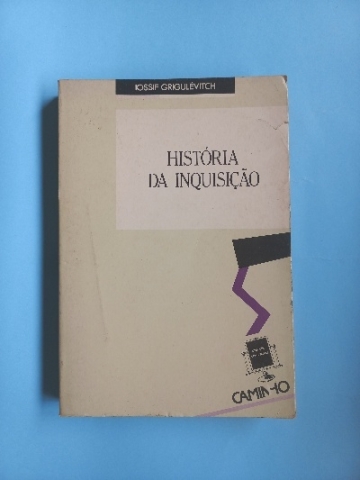 IOSSIF GRIGULÉVITCH
HISTÓRIA
DA INQUISIÇÃO
CAMINHO